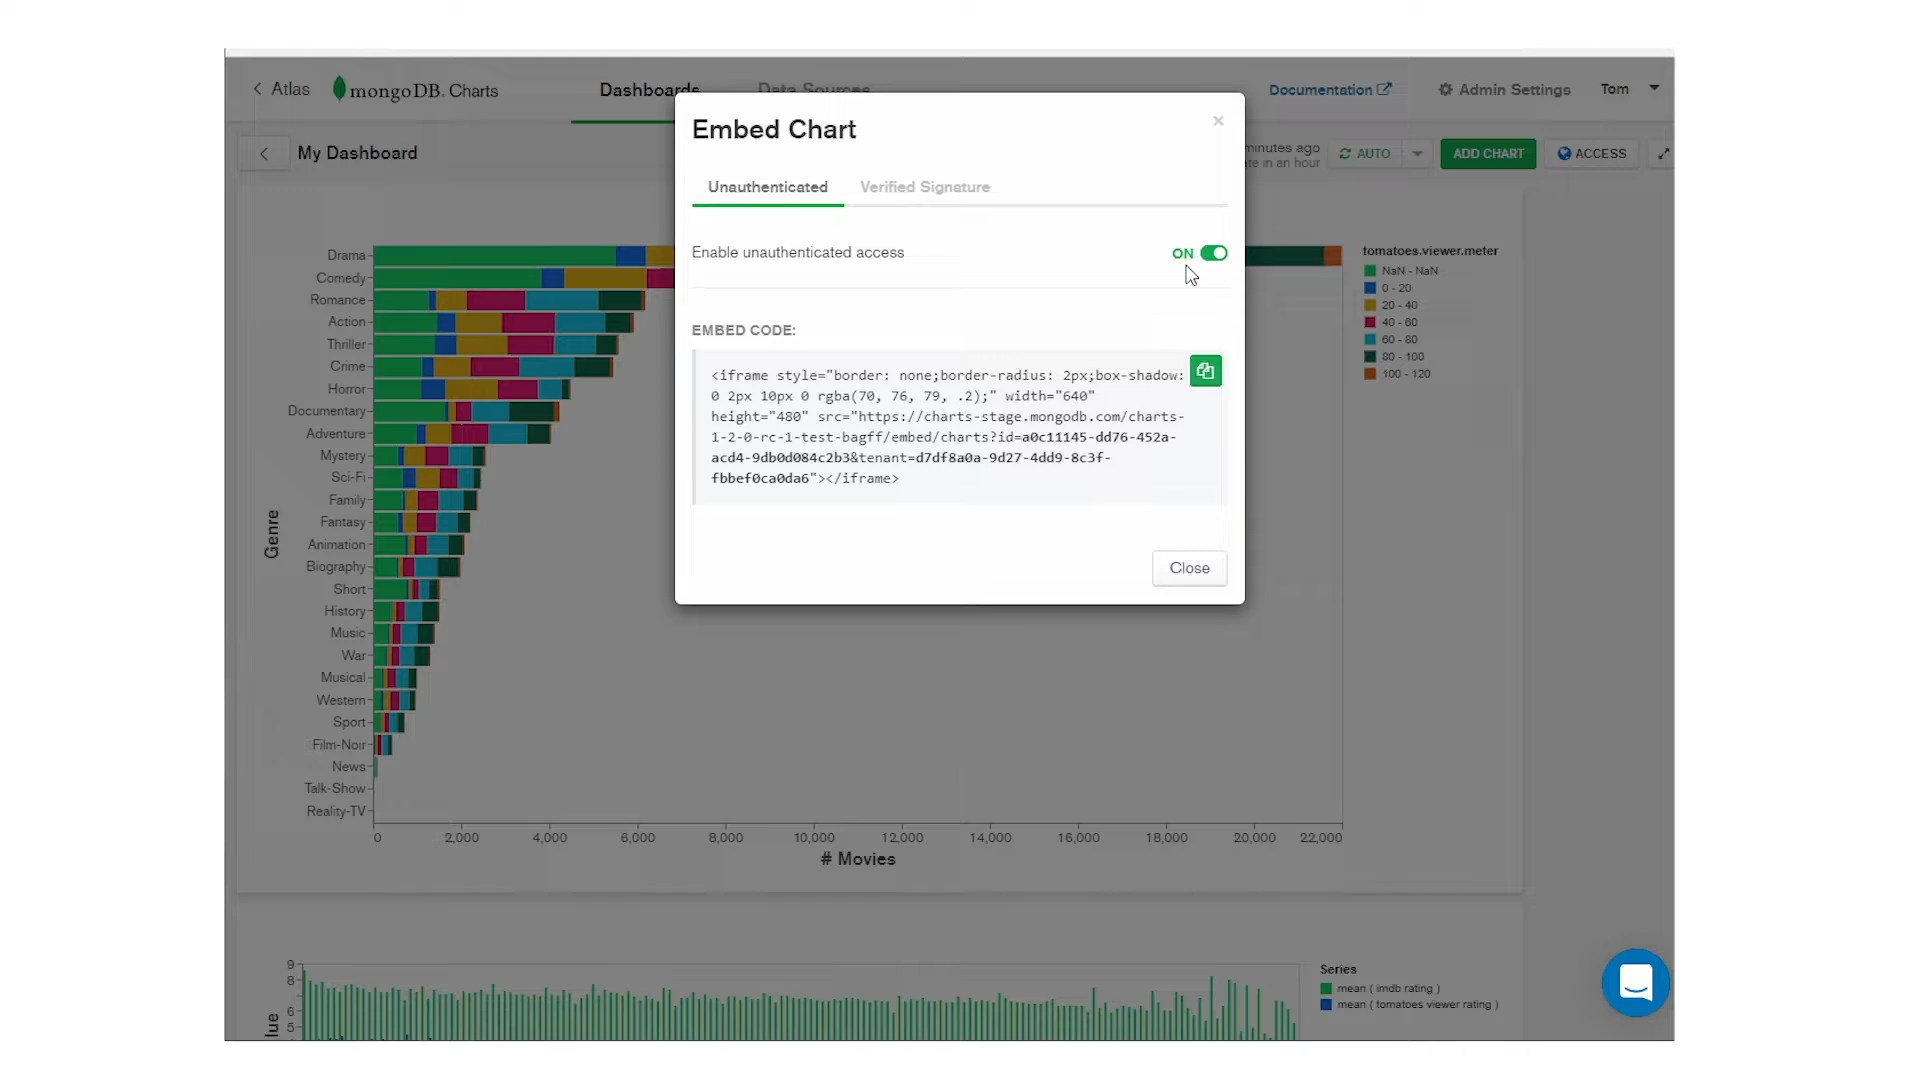 Atlas
mongoDB. Charts
Dashboards
Data Sources
Documentation
Admin Settings
Tom
My Dashboard
minutes ago
in an hour
AUTO
ADD CHART
ACCESS
Embed Chart
×
Unauthenticated
Verified Signature
Enable unauthenticated access
ON
EMBED CODE:
<iframe style="border: none;border-radius: 2px;box-shadow:
0 2px 10px 0 rgba(70, 76, 79, .2);" width="640"
height="480" src="https://charts-stage.mongodb.com/charts-
1-2-0-rc-1-test-bagff/embed/charts?id=a0c11145-dd76-452a-
acd4-9db0d084c2b3&tenant=d7df8a0a-9d27-4dd9-8c3f-
fbbef0ca0da6"></iframe>
Close
Genre
Drama
Comedy
Romance
Action
Thriller
Crime
Horror
Documentary
Adventure
Mystery
Sci-Fi
Family
Fantasy
Animation
Biography
Short
History
Music
War
Musical
Western
Sport
Film-Noir
News
Talk-Show
Reality-TV
0 2,000 4,000 6,000 8,000 10,000 12,000 14,000 16,000 18,000 20,000 22,000
# Movies
tomatoes.viewer.meter
NaN - NaN
0 - 20
20 - 40
40 - 60
60 - 80
80 - 100
100 - 120
9
8
6
5
Series
mean ( imdb rating )
mean ( tomatoes viewer rating )